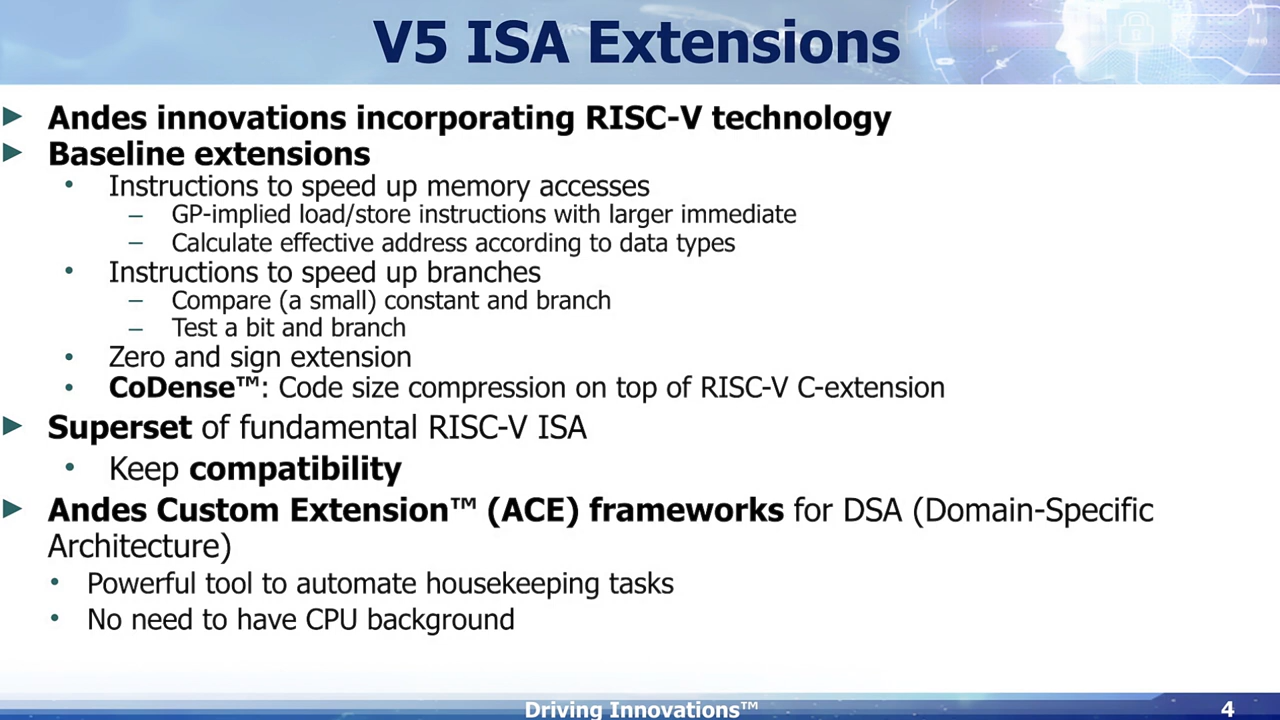 V5 ISA Extensions
► Andes innovations incorporating RISC-V technology
► Baseline extensions
• Instructions to speed up memory accesses
– GP-implied load/store instructions with larger immediate
– Calculate effective address according to data types
• Instructions to speed up branches
– Compare (a small) constant and branch
– Test a bit and branch
• Zero and sign extension
• CoDense™: Code size compression on top of RISC-V C-extension
► Superset of fundamental RISC-V ISA
• Keep compatibility
► Andes Custom Extension™ (ACE) frameworks for DSA (Domain-Specific
Architecture)
• Powerful tool to automate housekeeping tasks
• No need to have CPU background
Driving Innovations™
4